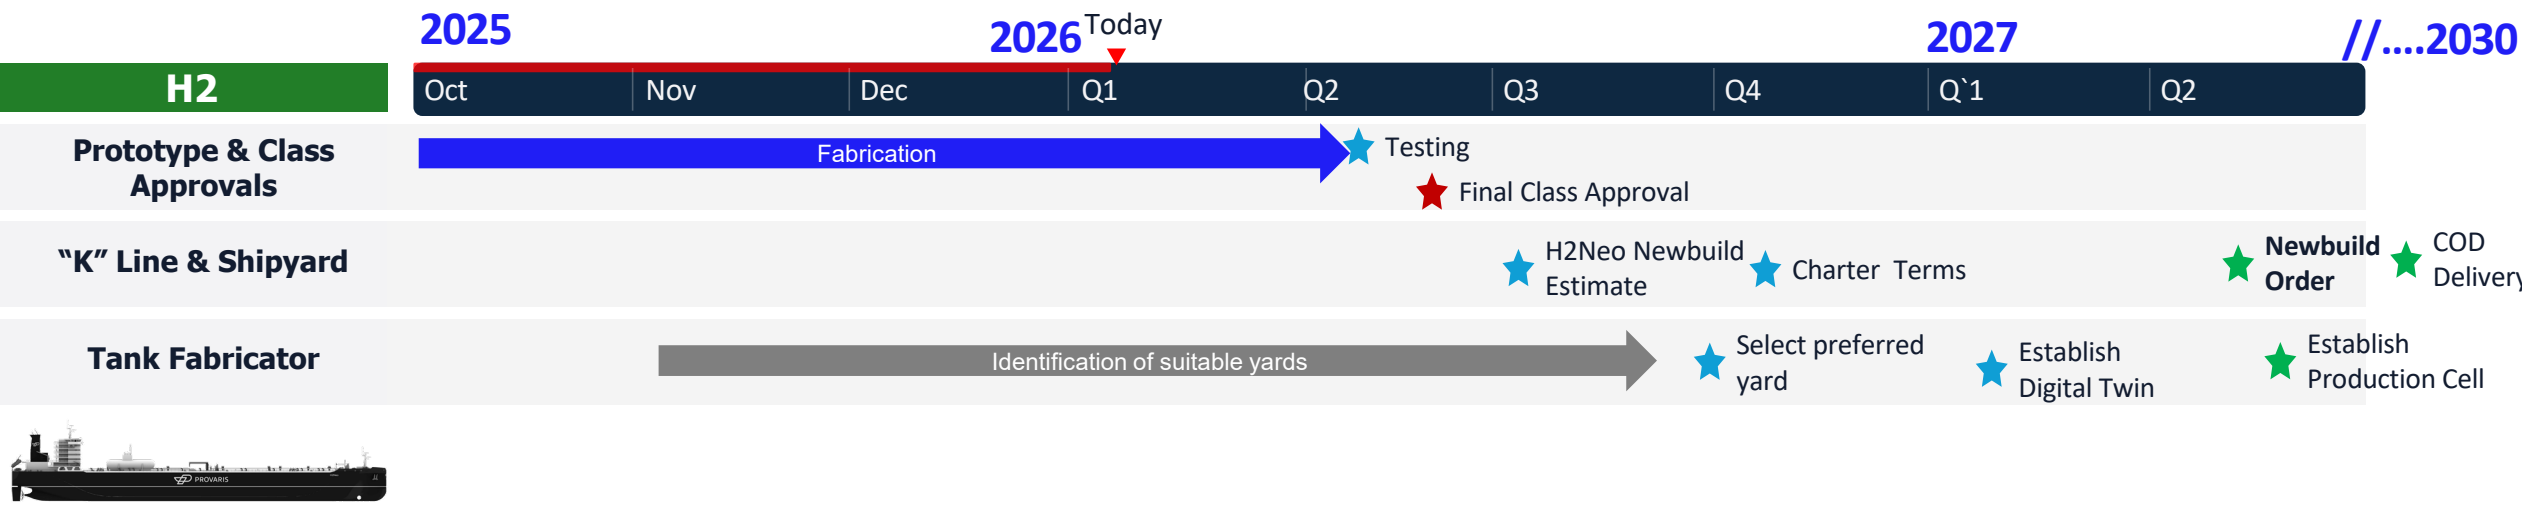 2025
2026
Today
2027
//....2030
H2
Oct
Nov
Dec
Q1
Q2
Q3
Q4
Q`1
Q2
Prototype & Class
Approvals
Fabrication
Testing
Final Class Approval
“K” Line & Shipyard
H2Neo Newbuild
Estimate
Charter Terms
Newbuild
Order
COD
Delivery
Tank Fabricator
Identification of suitable yards
Select preferred
yard
Establish
Digital Twin
Establish
Production Cell
PROVARIS